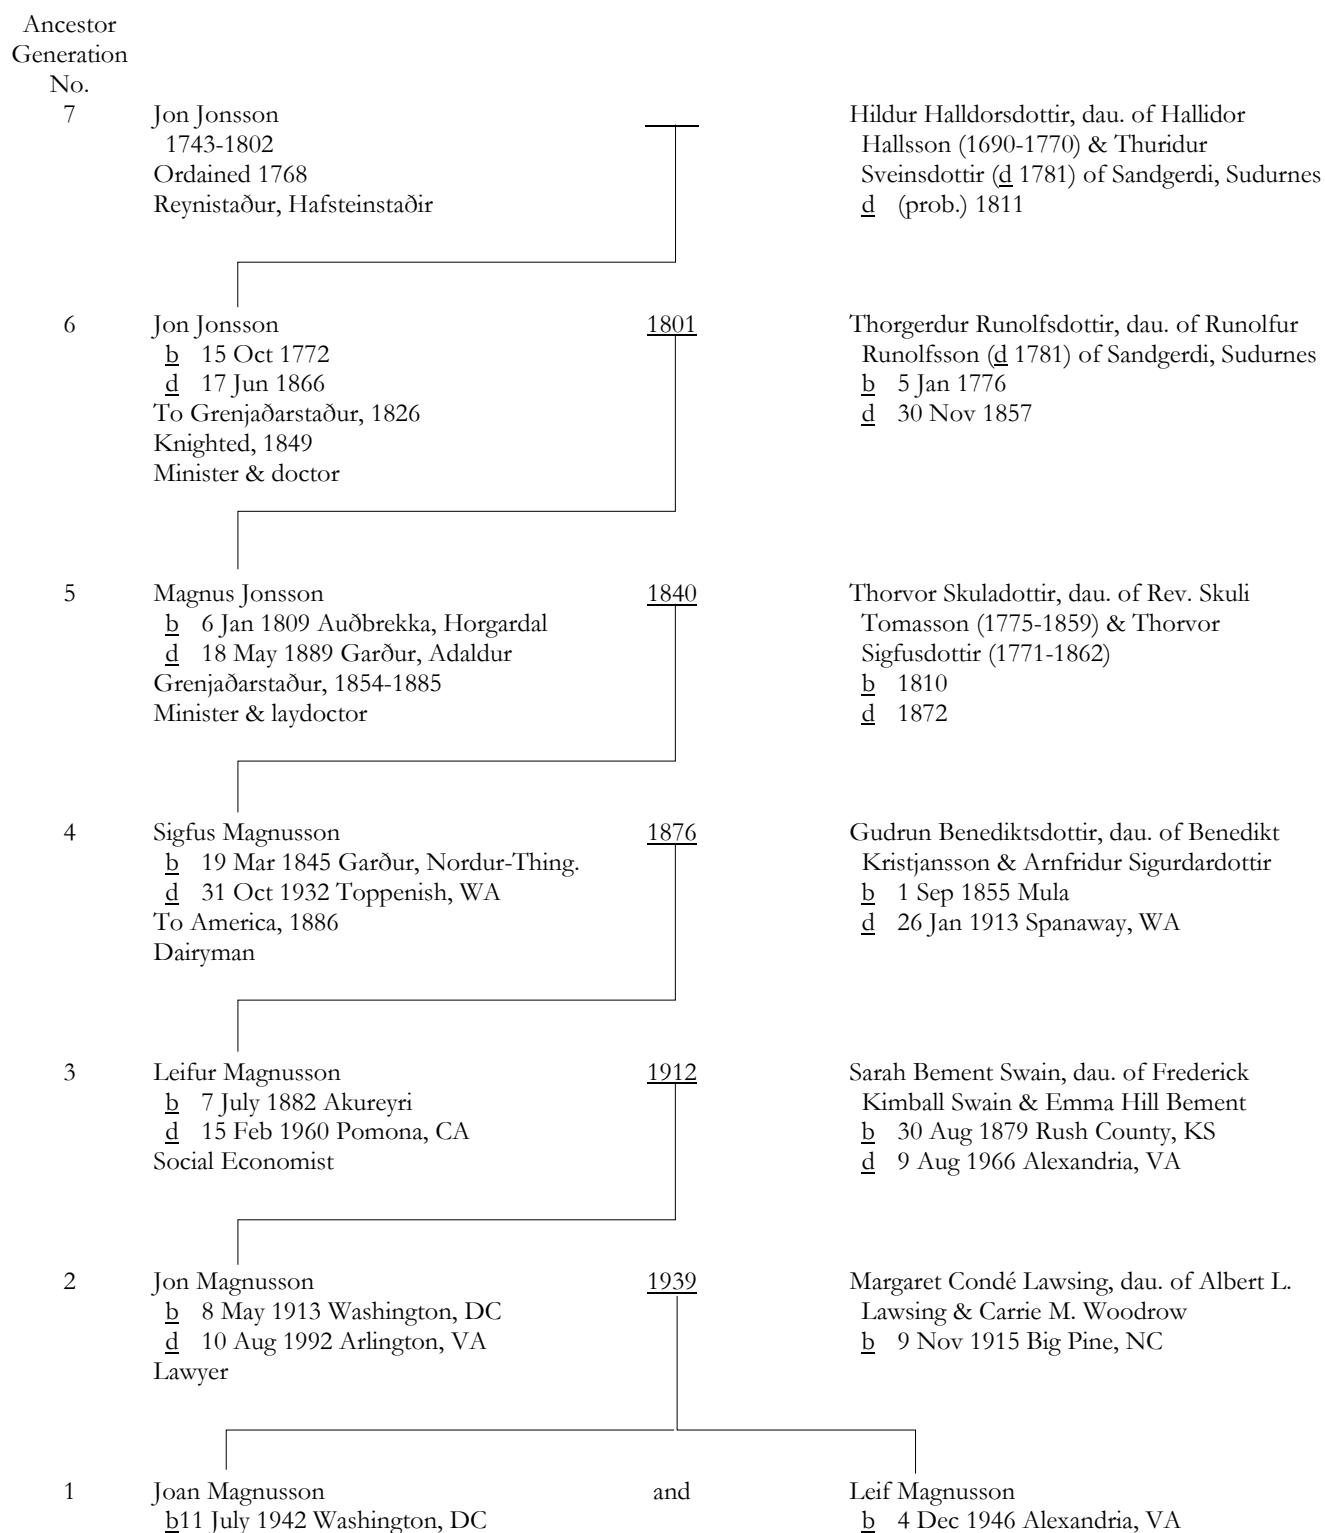 Ancestor
Generation
No.
7 Jon Jonsson Hildur Halldorsdottir, dau. of Hallidor
1743-1802 Hallsson (1690-1770) & Thuridur
Ordained 1768 Sveinsdottir (d 1781) of Sandgerdi, Sudurnes
Reynistaður, Hafsteinstaðir d (prob.) 1811
6 Jon Jonsson 1801 Thorgerdur Runolfsdottir, dau. of Runolfur
b 15 Oct 1772 Runolfsson (d 1781) of Sandgerdi, Sudurnes
d 17 Jun 1866 b 5 Jan 1776
To Grenjaðarstaður, 1826 d 30 Nov 1857
Knighted, 1849
Minister & doctor
5 Magnus Jonsson 1840 Thorvor Skuladottir, dau. of Rev. Skuli
b 6 Jan 1809 Auðbrekka, Horgardal Tomasson (1775-1859) & Thorvor
d 18 May 1889 Garður, Adaldur Sigfusdottir (1771-1862)
Grenjaðarstaður, 1854-1885 b 1810
Minister & laydoctor d 1872
4 Sigfus Magnusson 1876 Gudrun Benediktsdottir, dau. of Benedikt
b 19 Mar 1845 Garður, Nordur-Thing. Kristjansson & Arnfridur Sigurdardottir
d 31 Oct 1932 Toppenish, WA b 1 Sep 1855 Mula
To America, 1886 d 26 Jan 1913 Spanaway, WA
Dairyman
3 Leifur Magnusson 1912 Sarah Bement Swain, dau. of Frederick
b 7 July 1882 Akureyri Kimball Swain & Emma Hill Bement
d 15 Feb 1960 Pomona, CA b 30 Aug 1879 Rush County, KS
Social Economist d 9 Aug 1966 Alexandria, VA
2 Jon Magnusson 1939 Margaret Condé Lawsing, dau. of Albert L.
b 8 May 1913 Washington, DC Lawsing & Carrie M. Woodrow
d 10 Aug 1992 Arlington, VA b 9 Nov 1915 Big Pine, NC
Lawyer
1 Joan Magnusson and Leif Magnusson
b11 July 1942 Washington, DC b 4 Dec 1946 Alexandria, VA